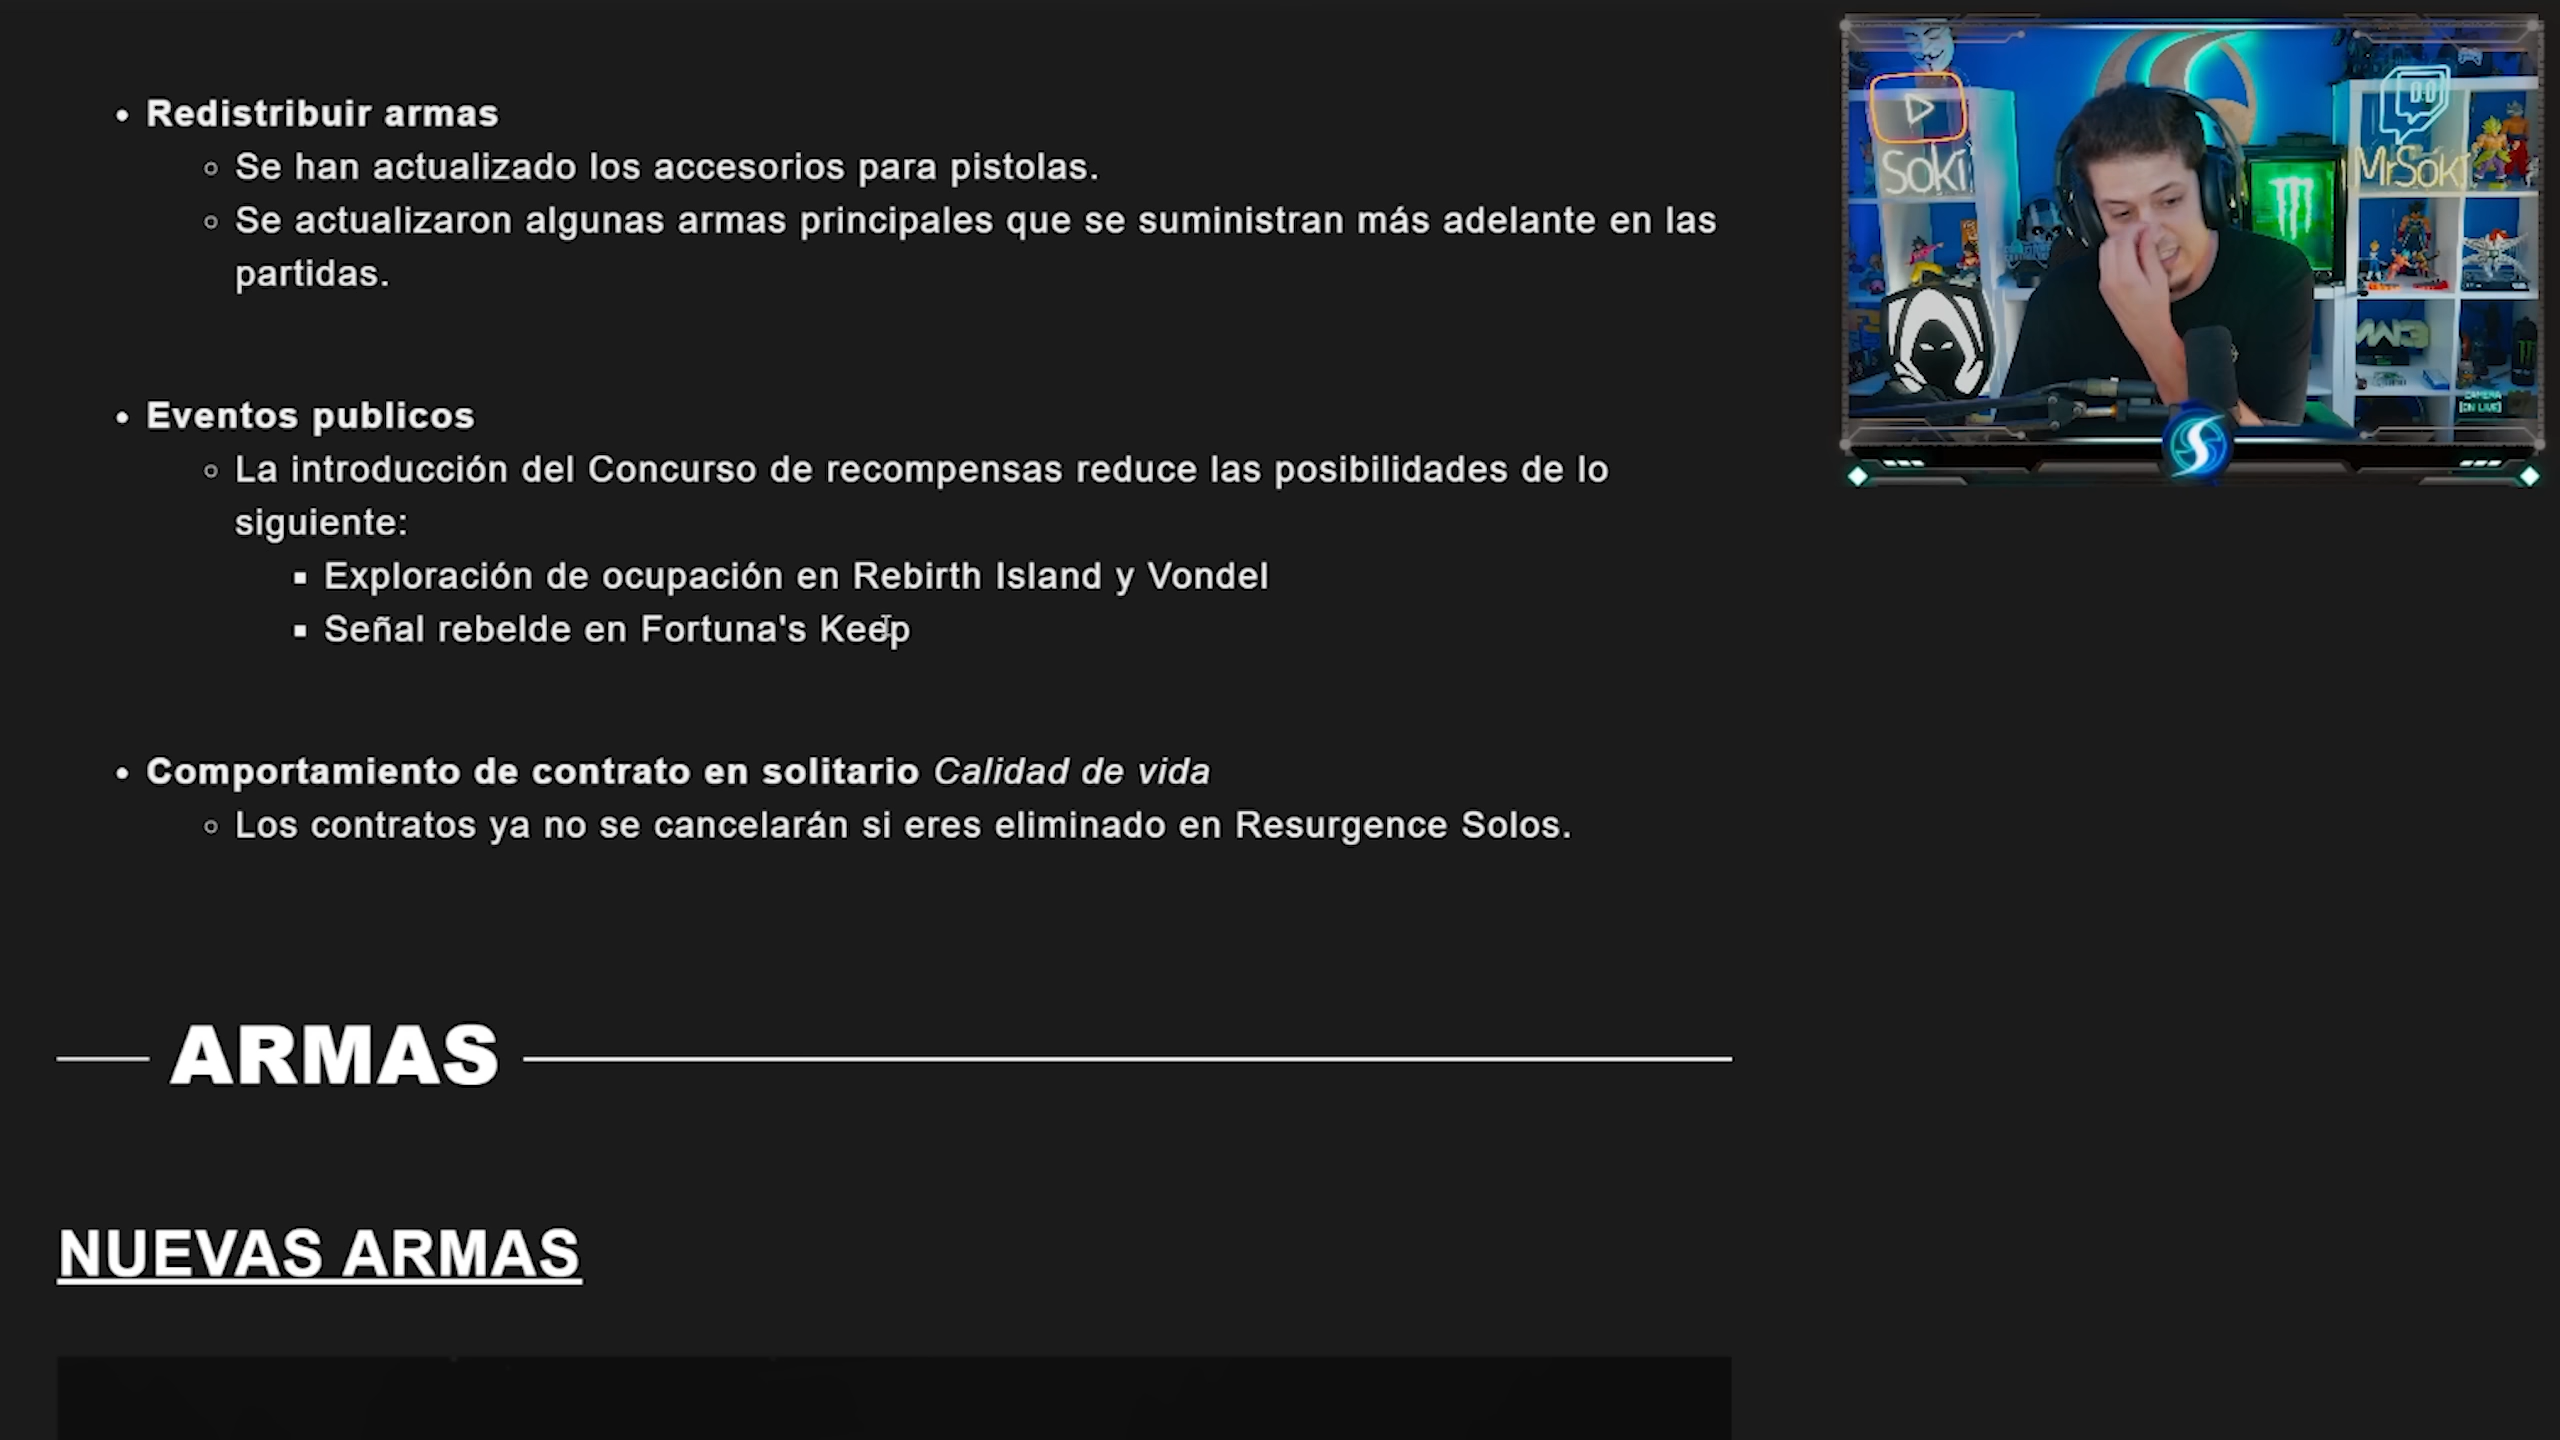 Redistribuir armas
Se han actualizado los accesorios para pistolas.
Se actualizaron algunas armas principales que se suministran más adelante en las
partidas.
Eventos publicos
La introducción del Concurso de recompensas reduce las posibilidades de lo
siguiente:
Exploración de ocupación en Rebirth Island y Vondel
Señal rebelde en Fortuna's Keep
Comportamiento de contrato en solitario Calidad de vida
Los contratos ya no se cancelarán si eres eliminado en Resurgence Solos.
ARMAS
NUEVAS ARMAS
Soki
MrSoki
CAMERA
[EN LIVE]